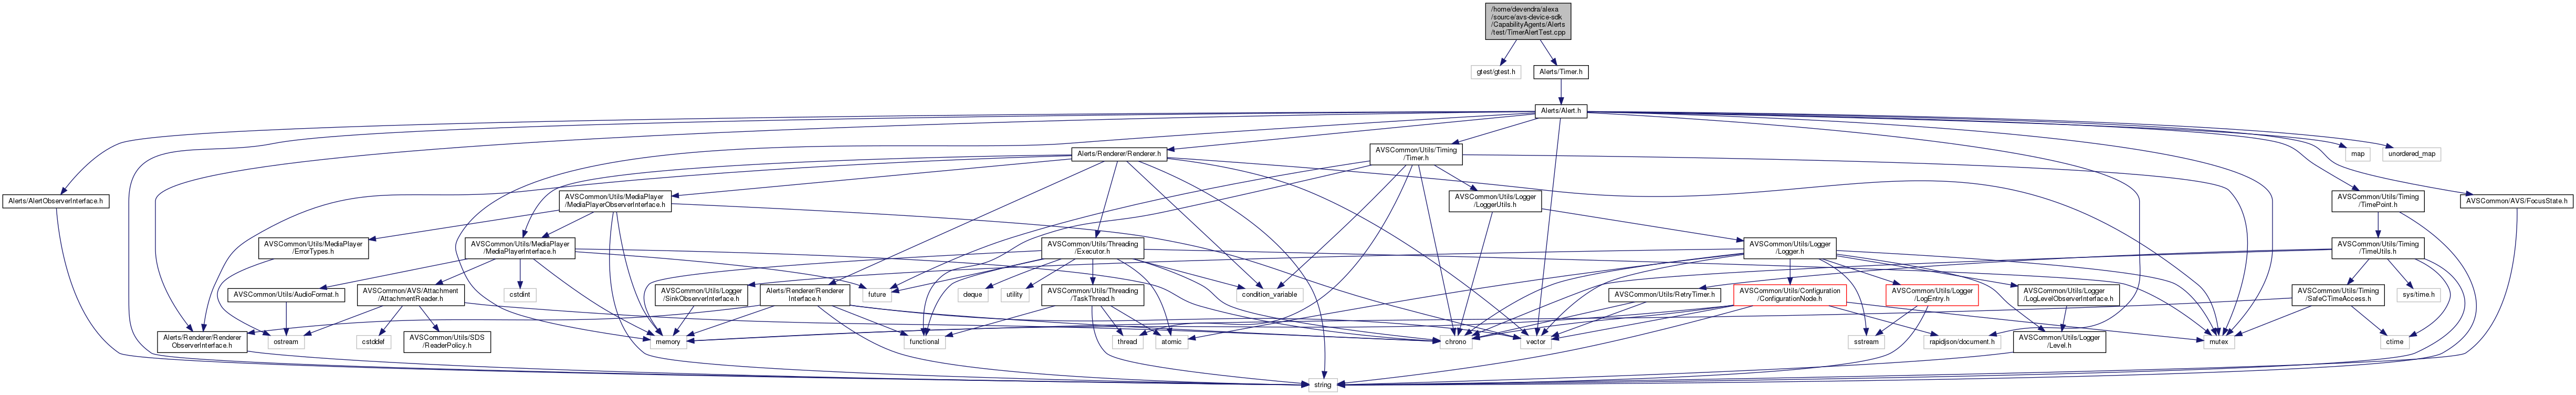 /home/devendra/alexa
/source/avs-device-sdk
/CapabilityAgents/Alerts
/test/TimerAlertTest.cpp
gtest/gtest.h
Alerts/Timer.h
Alerts/Alert.h
Alerts/Renderer/Renderer.h
AVSCommon/Utils/Timing
/Timer.h
map
unordered_map
Alerts/AlertObserverInterface.h
AVSCommon/Utils/MediaPlayer
/MediaPlayerObserverInterface.h
AVSCommon/Utils/Logger
/LoggerUtils.h
AVSCommon/Utils/Timing
/TimePoint.h
AVSCommon/AVS/FocusState.h
AVSCommon/Utils/MediaPlayer
/ErrorTypes.h
AVSCommon/Utils/MediaPlayer
/MediaPlayerInterface.h
AVSCommon/Utils/Threading
/Executor.h
AVSCommon/Utils/Logger
/Logger.h
AVSCommon/Utils/Timing
/TimeUtils.h
AVSCommon/Utils/AudioFormat.h
AVSCommon/AVS/Attachment
/AttachmentReader.h
cstdint
AVSCommon/Utils/Logger
/SinkObserverInterface.h
Alerts/Renderer/Renderer
Interface.h
future
deque
utility
AVSCommon/Utils/Threading
/TaskThread.h
condition_variable
AVSCommon/Utils/RetryTimer.h
AVSCommon/Utils/Configuration
/ConfigurationNode.h
AVSCommon/Utils/Logger
/LogEntry.h
AVSCommon/Utils/Logger
/LogLevelObserverInterface.h
AVSCommon/Utils/Timing
/SafeCTimeAccess.h
sys/time.h
Alerts/Renderer/Renderer
ObserverInterface.h
ostream
cstddef
AVSCommon/Utils/SDS
/ReaderPolicy.h
memory
functional
thread
atomic
chrono
vector
sstream
rapidjson/document.h
AVSCommon/Utils/Logger
/Level.h
mutex
ctime
string